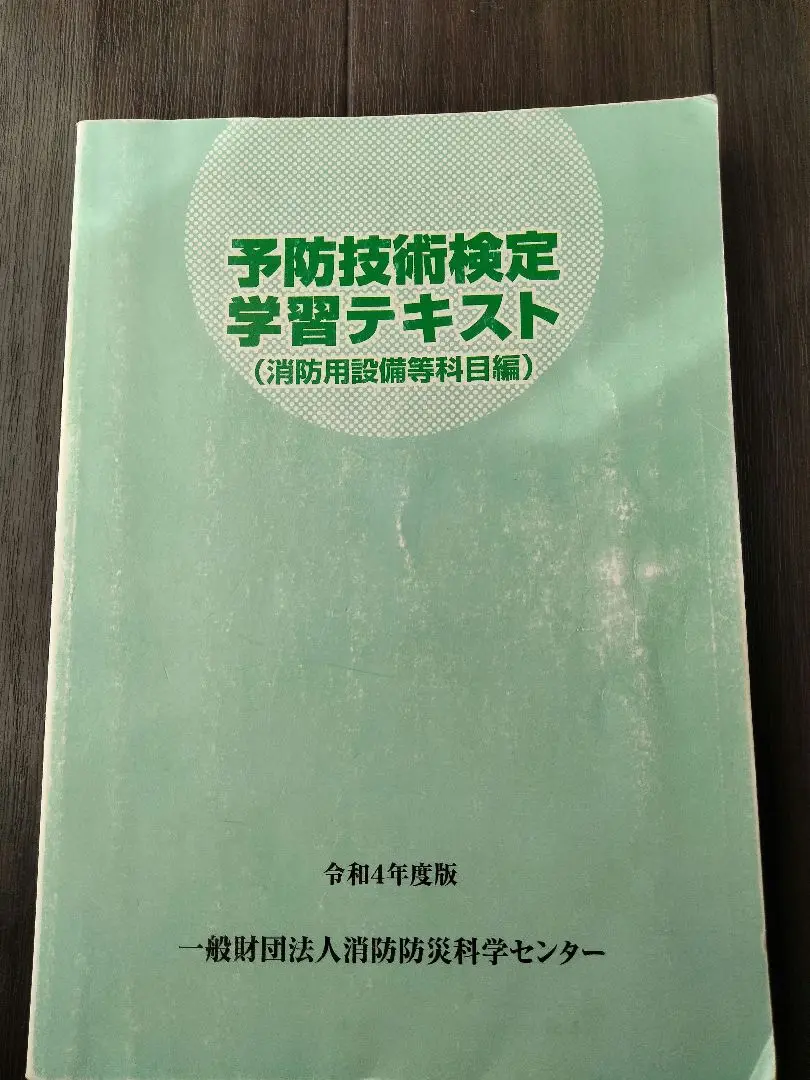 予防技術検定
学習テキスト
（消防用設備等科目編）
令和4年度版
一般財団法人消防防災科学センター